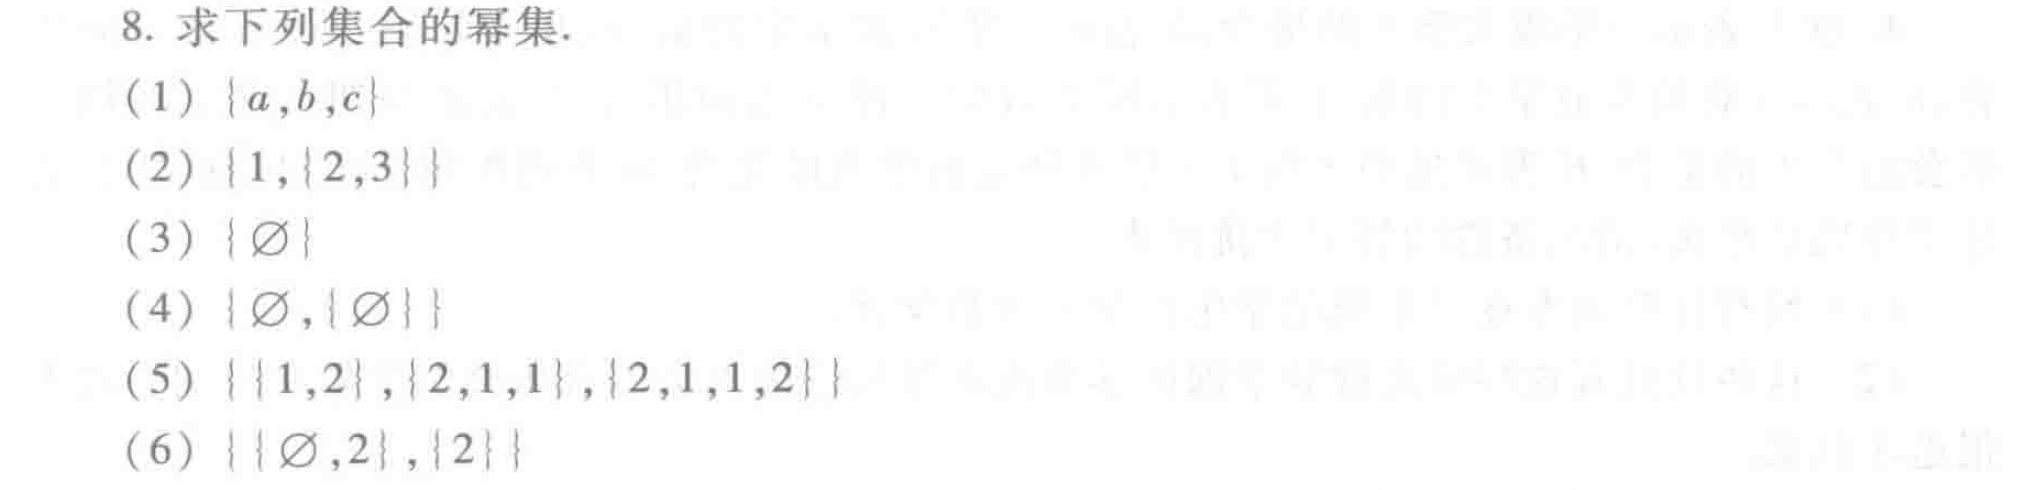 8. 求下列集合的幂集.
(1) {a,b,c}
(2) {1,{2,3}}
(3) {∅}
(4) {∅,{∅}}
(5) {{1,2},{2,1,1},{2,1,1,2}}
(6) {{∅,2},{2}}